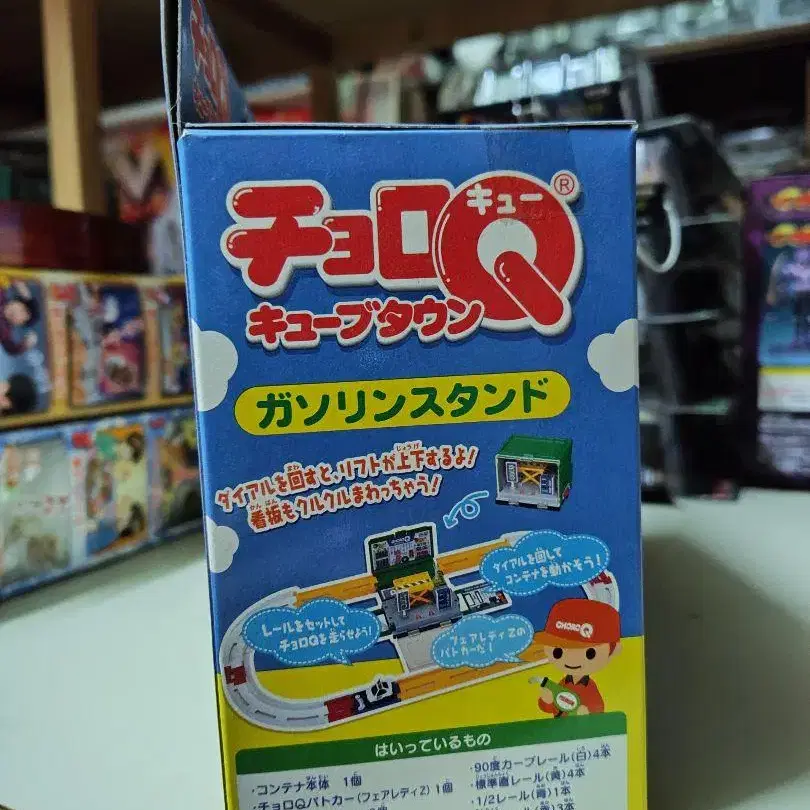 チョロQ
キュー
®
キューブタウン
ガソリンスタンド
ダイアルを回すと、リフトが上下するよ!
看板もクルクルまわっちゃう!
ダイアルを回して
コンテナを動かそう!
レールをセットして
チョロQを走らせよう!
フェアレディZの
パトカーだ!
CHORO Q
はいっているもの
・コンテナ本体 1個
・チョロQパトカー(フェアレディZ) 1個
・90度カーブレール(白)4本
・標準直レール(黄)4本
・1/2レール(青)1本